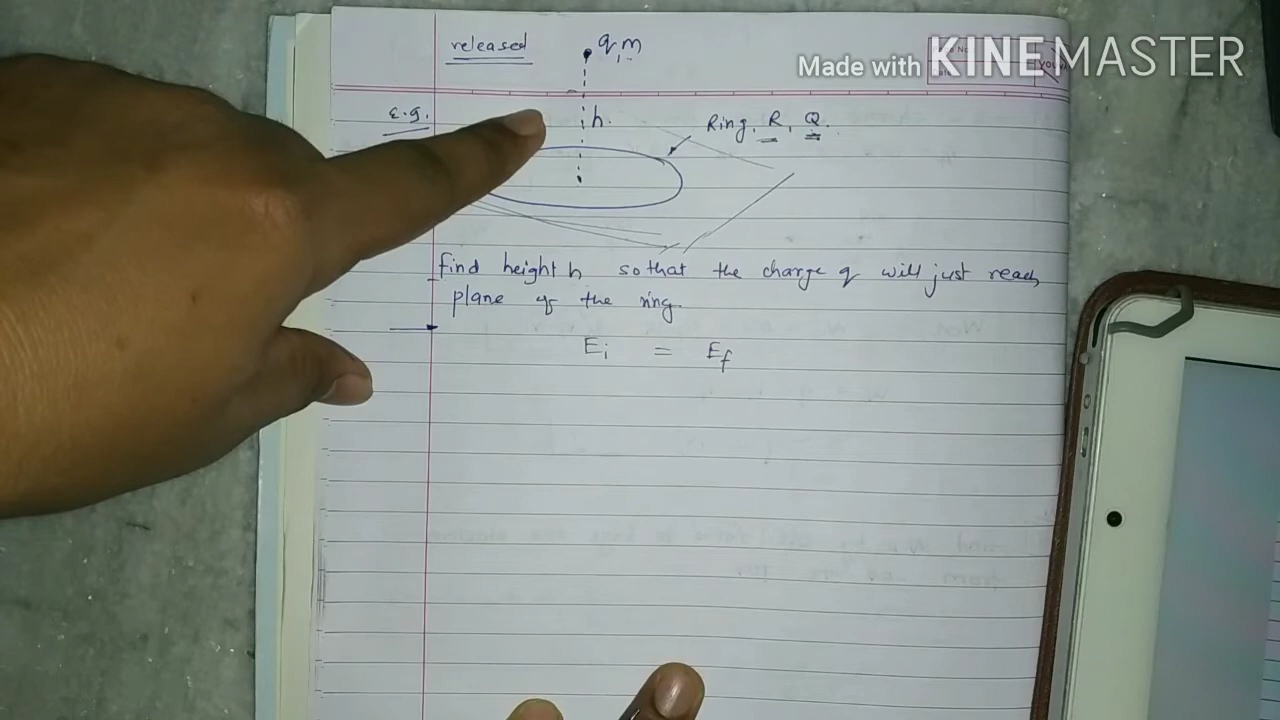 released
q, m
Made with KINEMASTER
e.g.
h.
Ring, R, Q.
find height h so that the charge q will just reach
plane of the ring
Ei = Ef